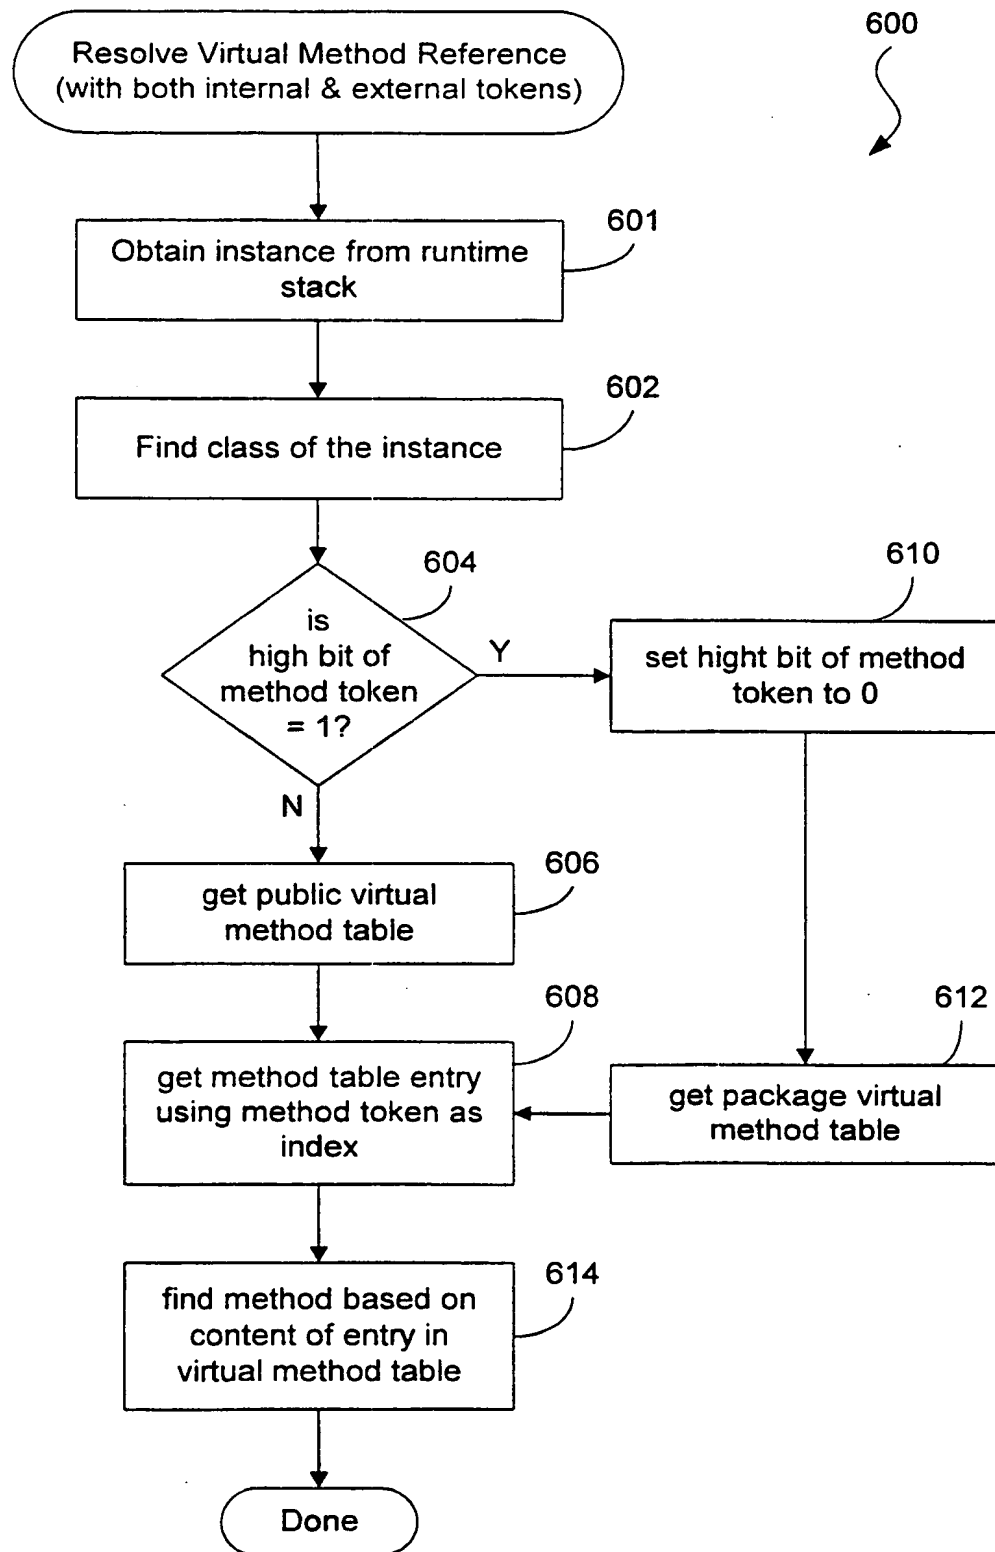 600
Resolve Virtual Method Reference
(with both internal & external tokens)
601
Obtain instance from runtime
stack
602
Find class of the instance
604
is
high bit of
method token
= 1?
Y
N
610
set hight bit of method
token to 0
606
get public virtual
method table
608
get method table entry
using method token as
index
612
get package virtual
method table
614
find method based on
content of entry in
virtual method table
Done